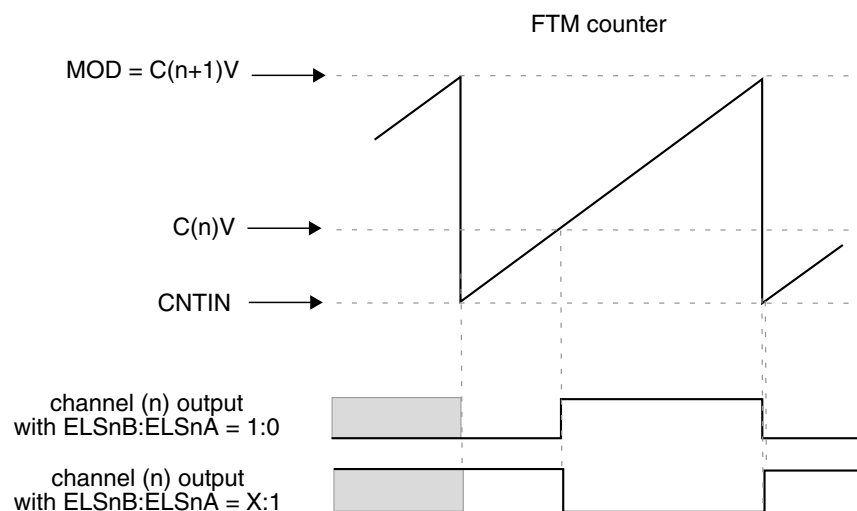 FTM counter
MOD = C(n+1)V
C(n)V
CNTIN
channel (n) output
with ELSnB:ELSnA = 1:0
channel (n) output
with ELSnB:ELSnA = X:1